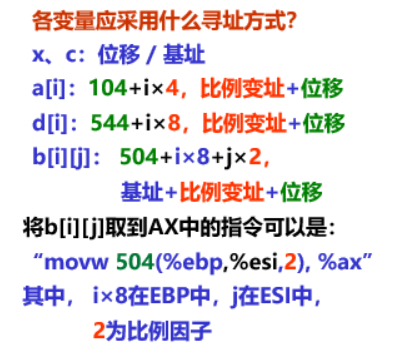 各变量应采用什么寻址方式？
x、c：位移 / 基址
a[i]：104+i×4，比例变址+位移
d[i]：544+i×8，比例变址+位移
b[i][j]： 504+i×8+j×2，
基址+比例变址+位移
将b[i][j]取到AX中的指令可以是：
“movw 504(%ebp,%esi,2), %ax”
其中， i×8在EBP中，j在ESI中，
2为比例因子